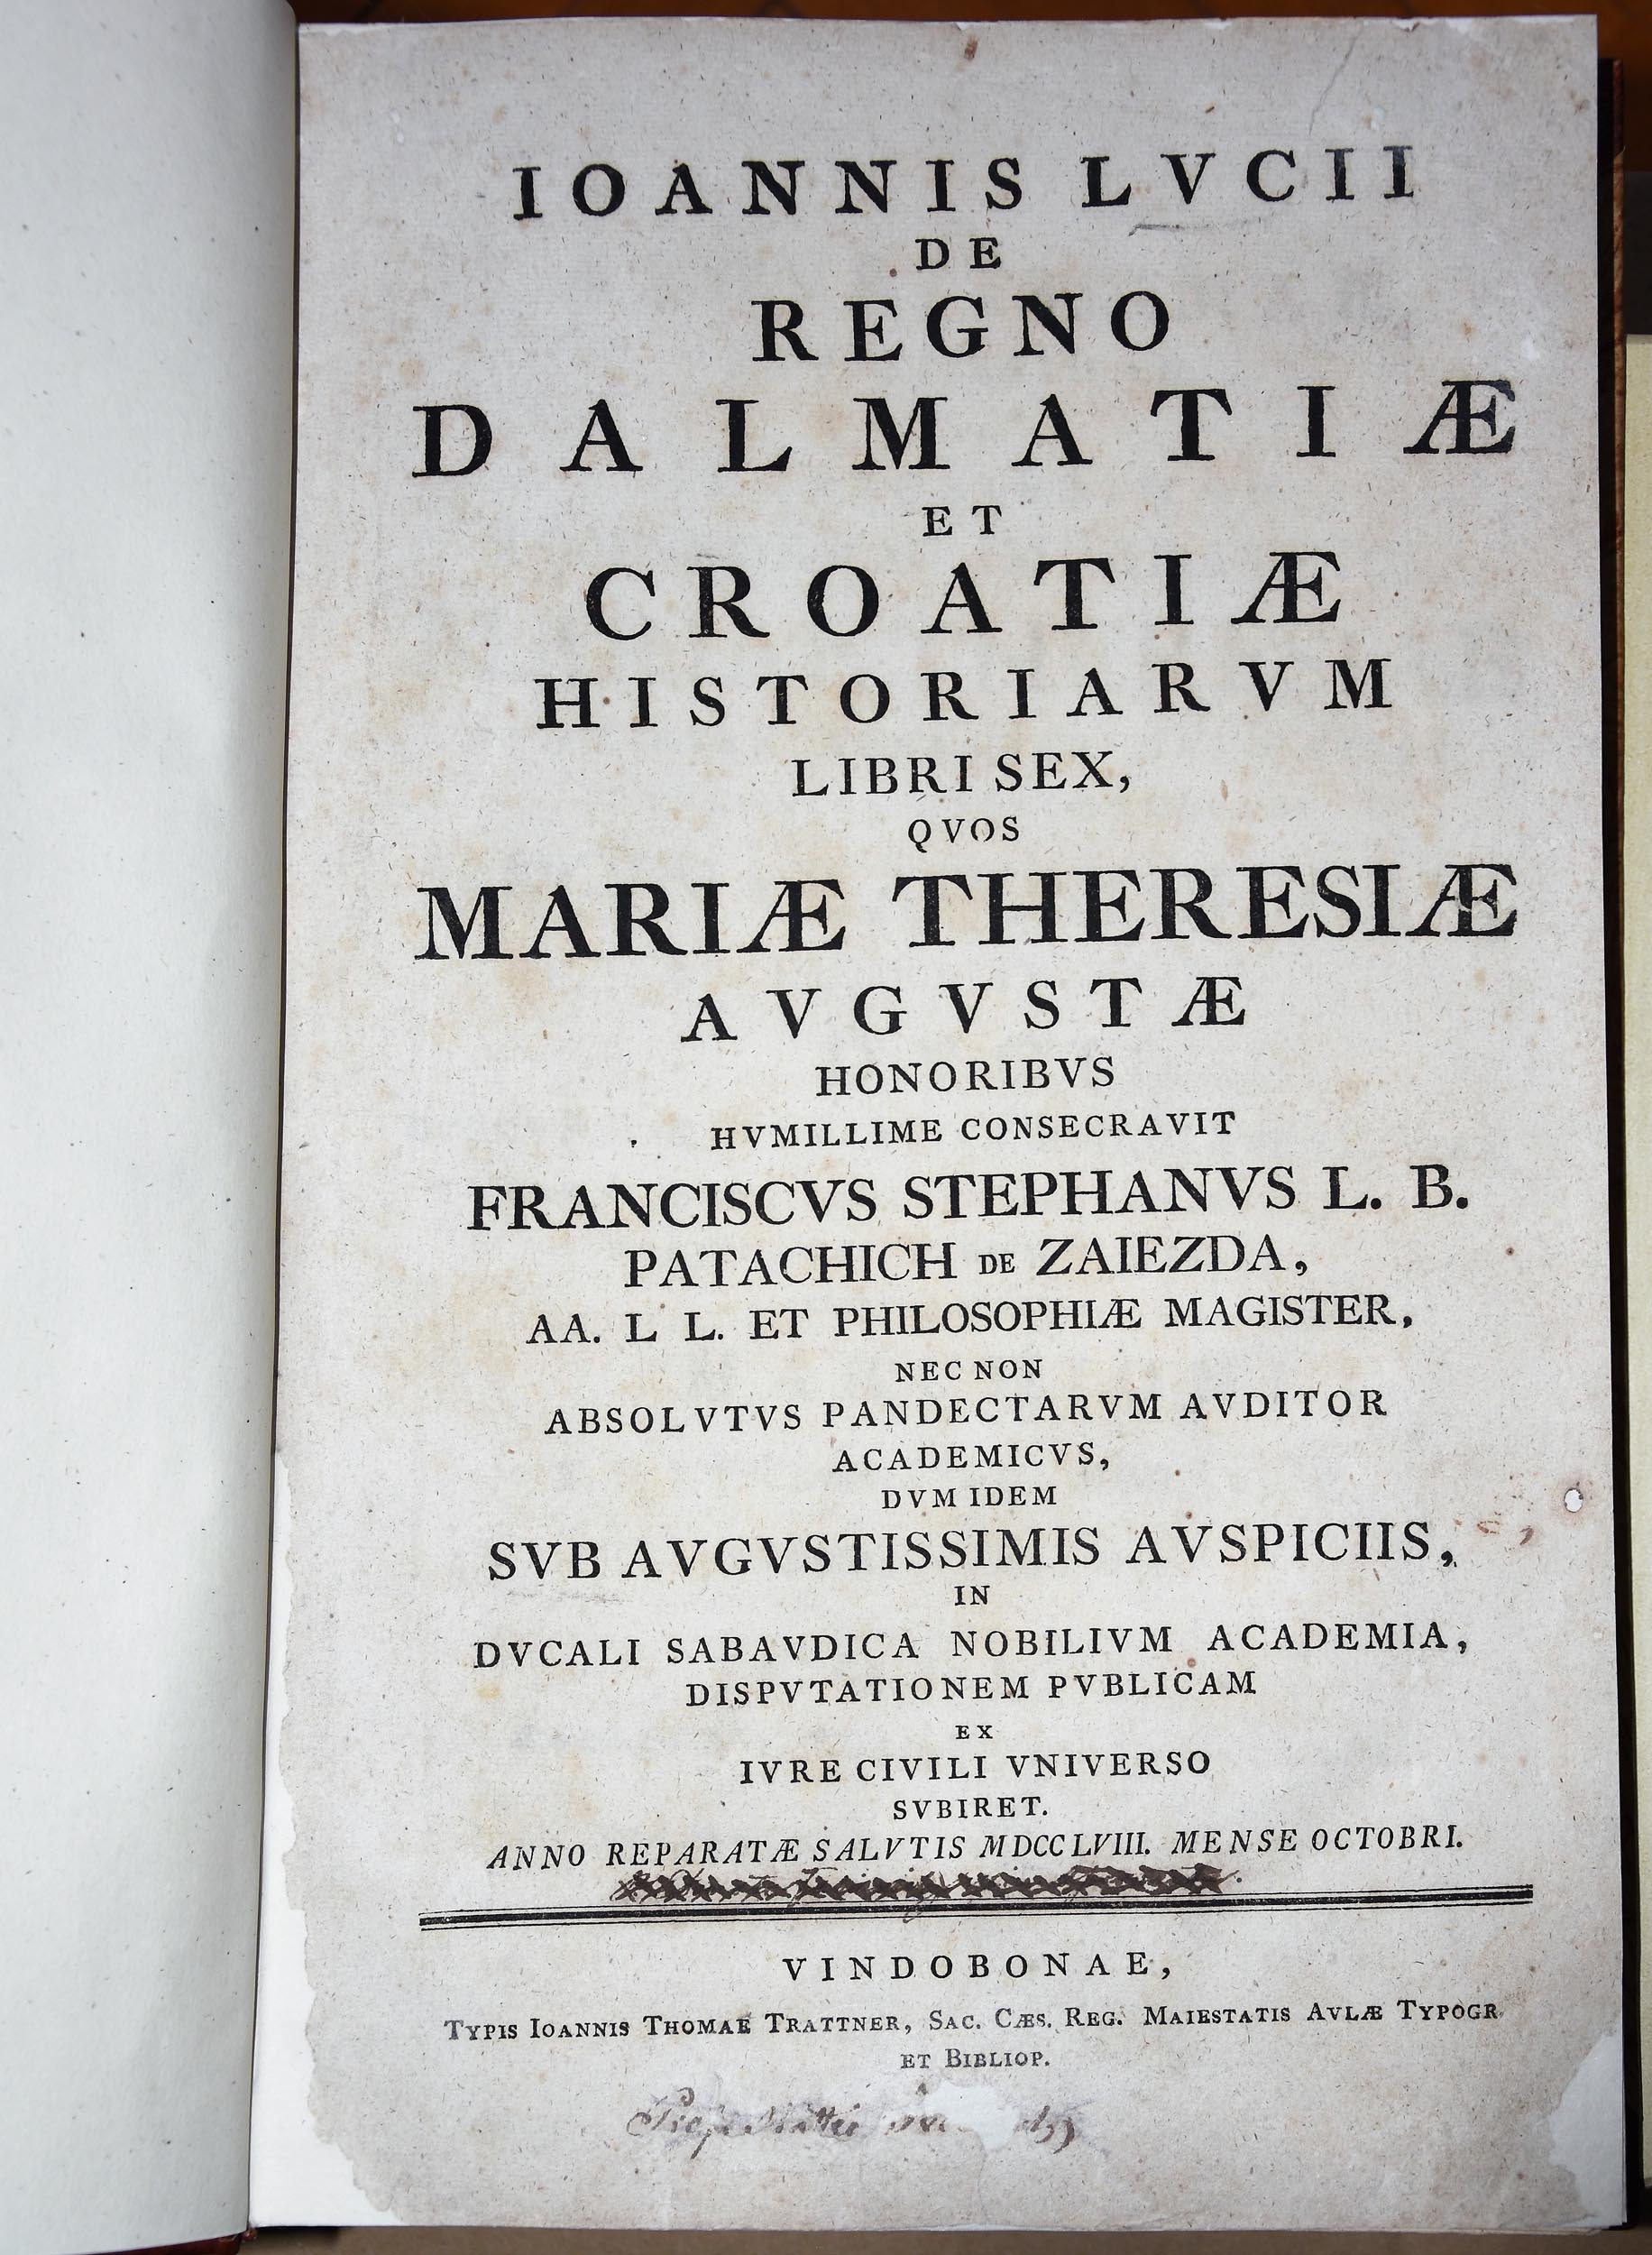 IOANNIS LVCII
DE
REGNO
DALMATIÆ
ET
CROATIÆ
HISTORIARVM
LIBRI SEX,
QVOS
MARIÆ THERESIÆ
AVGVSTÆ
HONORIBVS
HVMILLIME CONSECRAVIT
FRANCISCVS STEPHANVS L. B.
PATACHICH DE ZAIEZDA,
AA. L L. ET PHILOSOPHIÆ MAGISTER,
NEC NON
ABSOLVTVS PANDECTARVM AVDITOR
ACADEMICVS,
DVM IDEM
SVB AVGVSTISSIMIS AVSPICIIS,
IN
DVCALI SABAVDICA NOBILIVM ACADEMIA,
DISPVTATIONEM PVBLICAM
EX
IVRE CIVILI VNIVERSO
SVBIRET.
ANNO REPARATÆ SALVTIS MDCCLVIII. MENSE OCTOBRI.
VINDOBONAE,
TYPIS IOANNIS THOMAE TRATTNER, SAC. CÆS. REG. MAIESTATIS AVLÆ TYPOGR
ET BIBLIOP.